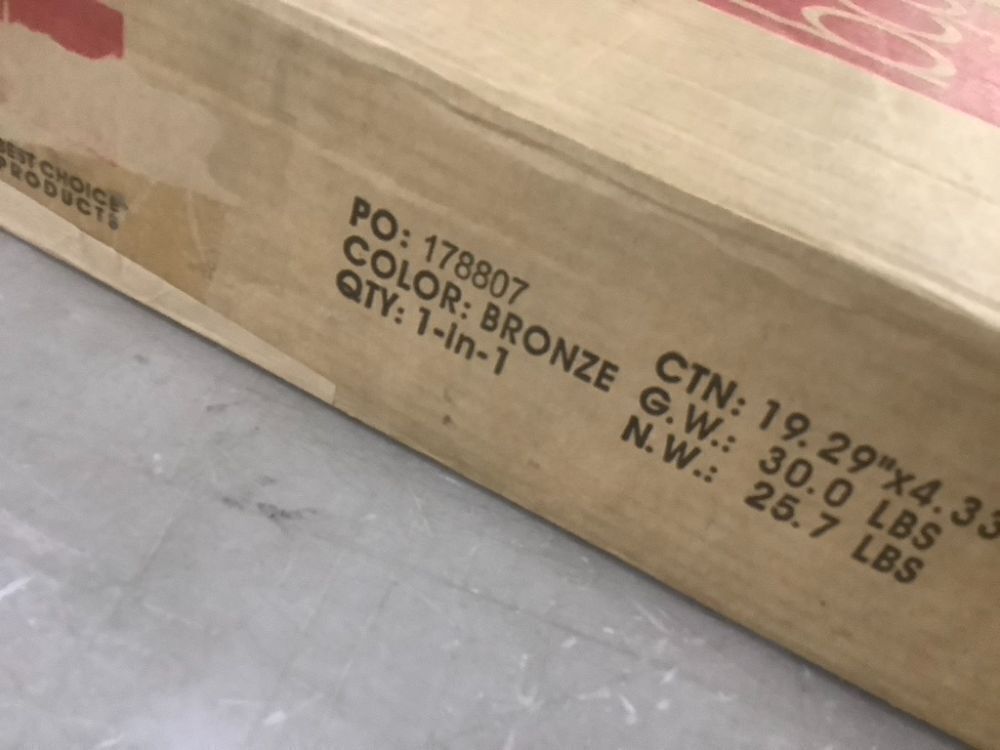 BEST CHOICE
PRODUCTS
PO: 178807
COLOR: BRONZE
QTY: 1-in-1
CTN: 19.29"x4.33
G.W.: 30.0 LBS
N.W.: 25.7 LBS